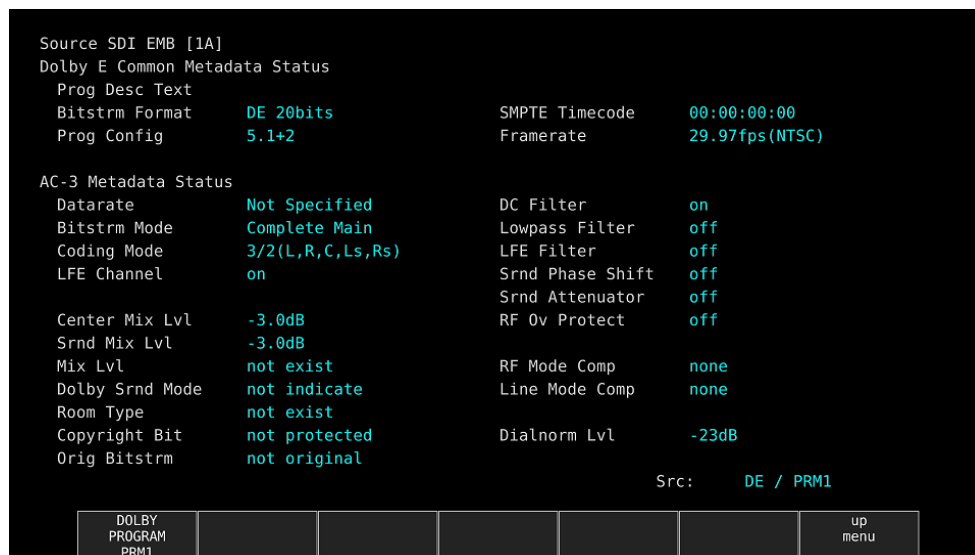 Source SDI EMB [1A]
Dolby E Common Metadata Status
Prog Desc Text
Bitstrm Format DE 20bits SMPTE Timecode 00:00:00:00
Prog Config 5.1+2 Framerate 29.97fps(NTSC)
AC-3 Metadata Status
Datarate Not Specified DC Filter on
Bitstrm Mode Complete Main Lowpass Filter off
Coding Mode 3/2(L,R,C,Ls,Rs) LFE Filter off
LFE Channel on Srnd Phase Shift off
Srnd Attenuator off
Center Mix Lvl -3.0dB RF Ov Protect off
Srnd Mix Lvl -3.0dB
Mix Lvl not exist RF Mode Comp none
Dolby Srnd Mode not indicate Line Mode Comp none
Room Type not exist
Copyright Bit not protected Dialnorm Lvl -23dB
Orig Bitstrm not original
Src: DE / PRM1
DOLBY
PROGRAM
PRM1
up
menu